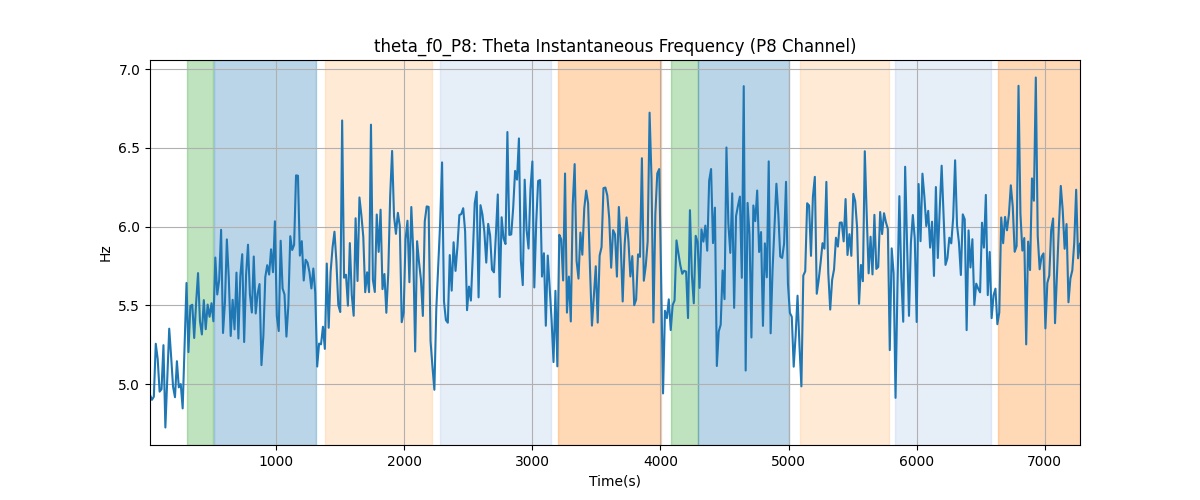 theta_f0_P8: Theta Instantaneous Frequency (P8 Channel)
7.0
6.5
6.0
5.5
5.0
Hz
1000 2000 3000 4000 5000 6000 7000
Time(s)